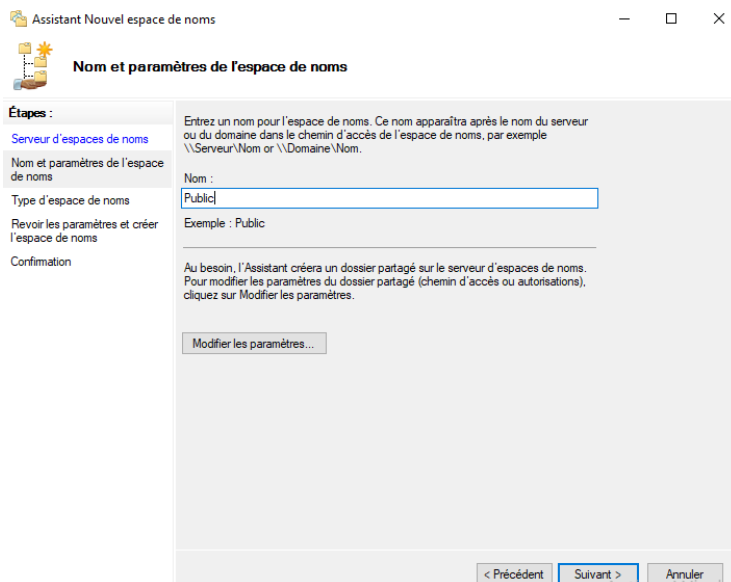 Assistant Nouvel espace de noms
Nom et paramètres de l'espace de noms
Étapes :
Serveur d'espaces de noms
Nom et paramètres de l'espace
de noms
Type d'espace de noms
Revoir les paramètres et créer
l'espace de noms
Confirmation
Entrez un nom pour l'espace de noms. Ce nom apparaîtra après le nom du serveur
ou du domaine dans le chemin d'accès de l'espace de noms, par exemple
\\Serveur\Nom or \\Domaine\Nom.
Nom :
Public
Exemple : Public
Au besoin, l'Assistant créera un dossier partagé sur le serveur d'espaces de noms.
Pour modifier les paramètres du dossier partagé (chemin d'accès ou autorisations),
cliquez sur Modifier les paramètres.
Modifier les paramètres...
< Précédent
Suivant >
Annuler